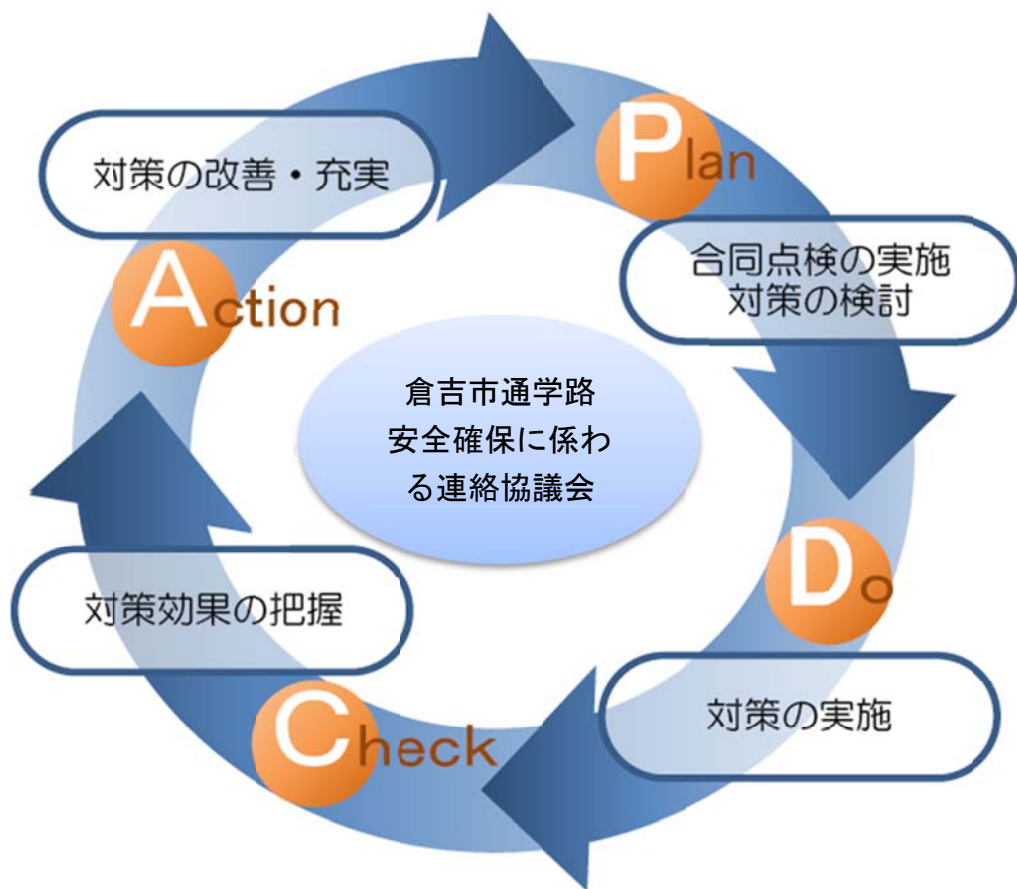 Plan
合同点検の実施
対策の検討
Do
対策の実施
Check
対策効果の把握
Action
対策の改善・充実
倉吉市通学路
安全確保に係わ
る連絡協議会